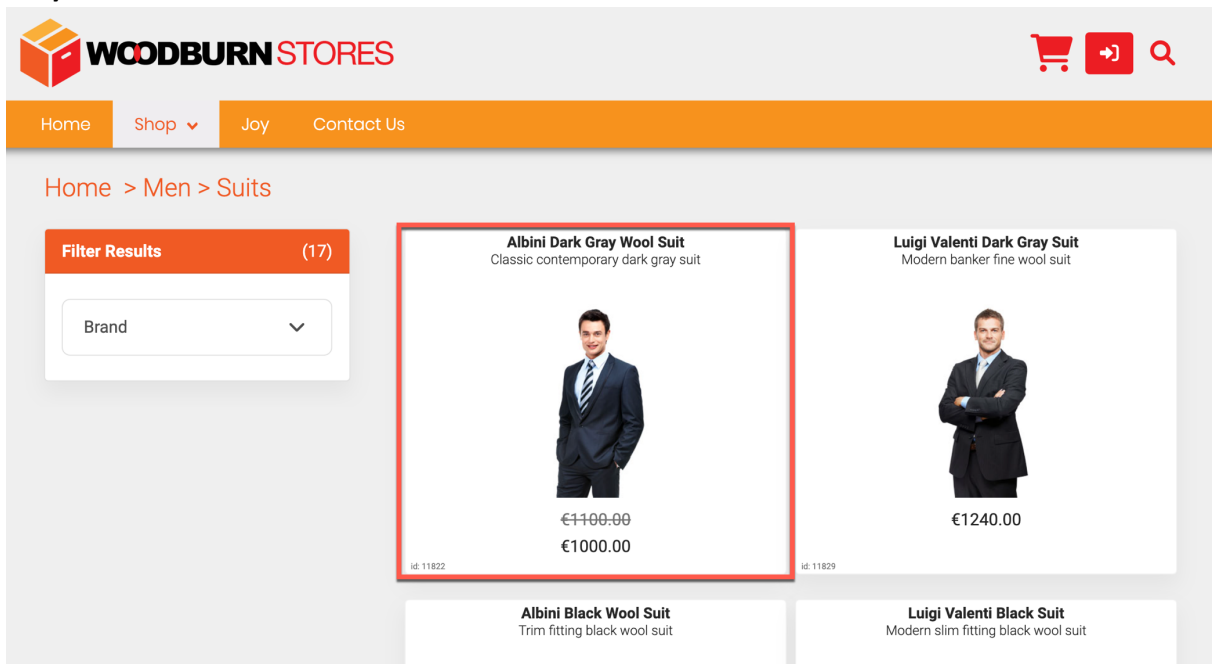 WOODBURN STORES
Home Shop Joy Contact Us
Home > Men > Suits
Filter Results (17)
Brand
Albini Dark Gray Wool Suit
Classic contemporary dark gray suit
€1100.00
€1000.00
id: 11822
Luigi Valenti Dark Gray Suit
Modern banker fine wool suit
€1240.00
id: 11829
Albini Black Wool Suit
Trim fitting black wool suit
Luigi Valenti Black Suit
Modern slim fitting black wool suit